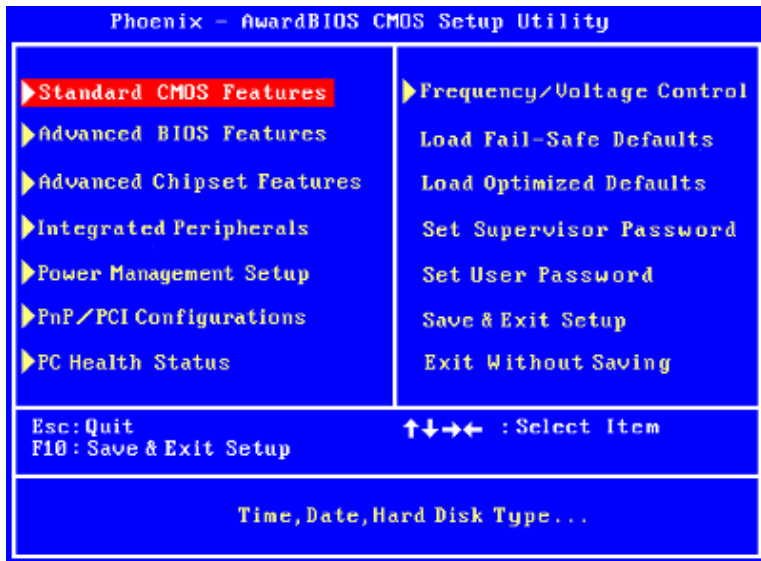 Phoenix - AwardBIOS CMOS Setup Utility
Standard CMOS Features
Advanced BIOS Features
Advanced Chipset Features
Integrated Peripherals
Power Management Setup
PnP/PCI Configurations
PC Health Status
Frequency/Voltage Control
Load Fail-Safe Defaults
Load Optimized Defaults
Set Supervisor Password
Set User Password
Save & Exit Setup
Exit Without Saving
Esc:Quit
F10:Save & Exit Setup
↑↓→← :Select Item
Time,Date,Hard Disk Type...